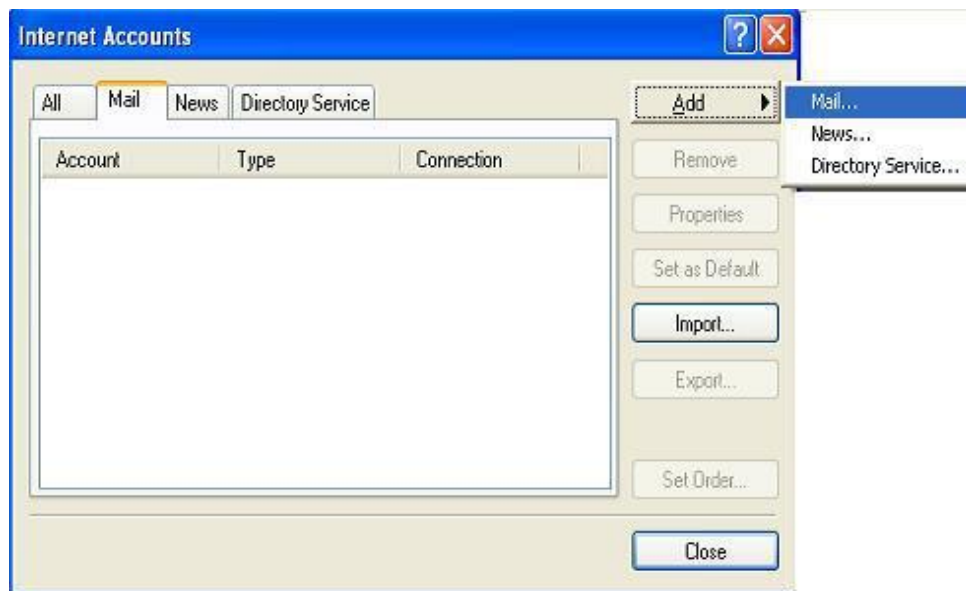 Internet Accounts
All Mail News Directory Service
Add
Mail...
News...
Directory Service...
Account Type Connection
Remove
Properties
Set as Default
Import...
Export...
Set Order...
Close